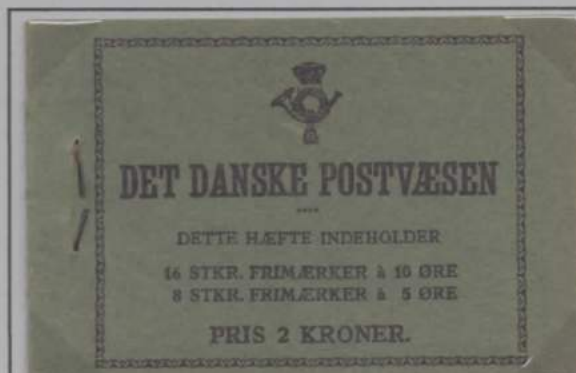 DET DANSKE POSTVÆSEN
DETTE HÆFTE INDEHOLDER
16 STKR. FRIMÆRKER à 10 ØRE
8 STKR. FRIMÆRKER à 5 ØRE
PRIS 2 KRONER.